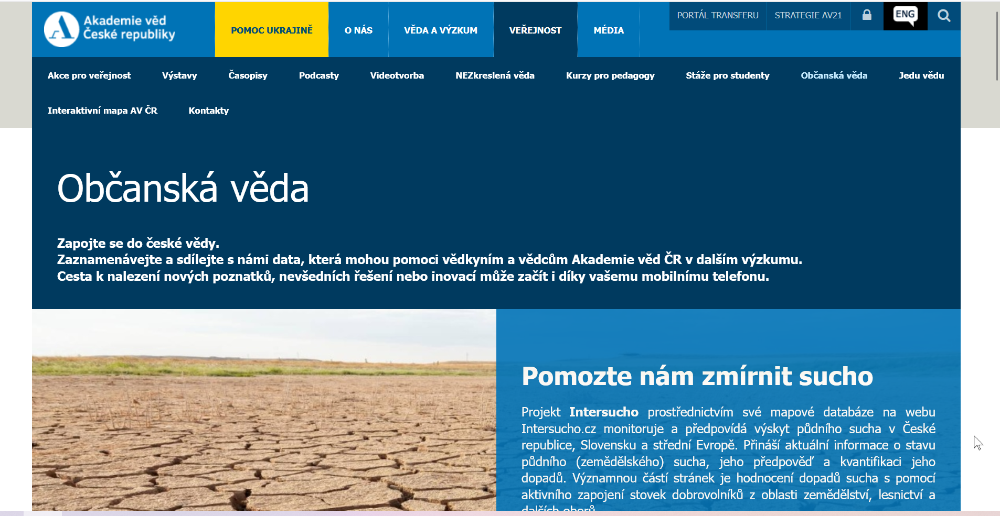 Akademie věd
České republiky
POMOC UKRAJINĚ
O NÁS
VĚDA A VÝZKUM
VEŘEJNOST
MÉDIA
PORTÁL TRANSFERU
STRATEGIE AV21
ENG
Akce pro veřejnost
Výstavy
Časopisy
Podcasty
Videotvorba
NEZkreslená věda
Kurzy pro pedagogy
Stáže pro studenty
Občanská věda
Jedu vědu
Interaktivní mapa AV ČR
Kontakty
Občanská věda
Zapojte se do české vědy.
Zaznamenávejte a sdílejte s námi data, která mohou pomoci vědkyním a vědcům Akademie věd ČR v dalším výzkumu.
Cesta k nalezení nových poznatků, nevšedních řešení nebo inovací může začít i díky vašemu mobilnímu telefonu.
Pomozte nám zmírnit sucho
Projekt Intersucho prostřednictvím své mapové databáze na webu
Intersucho.cz monitoruje a předpovídá výskyt půdního sucha v České
republice, Slovensku a střední Evropě. Přináší aktuální informace o stavu
půdního (zemědělského) sucha, jeho předpověď a kvantifikaci jeho
dopadů. Významnou částí stránek je hodnocení dopadů sucha s pomocí
aktivního zapojení stovek dobrovolníků z oblasti zemědělství, lesnictví a
dalších oborů.